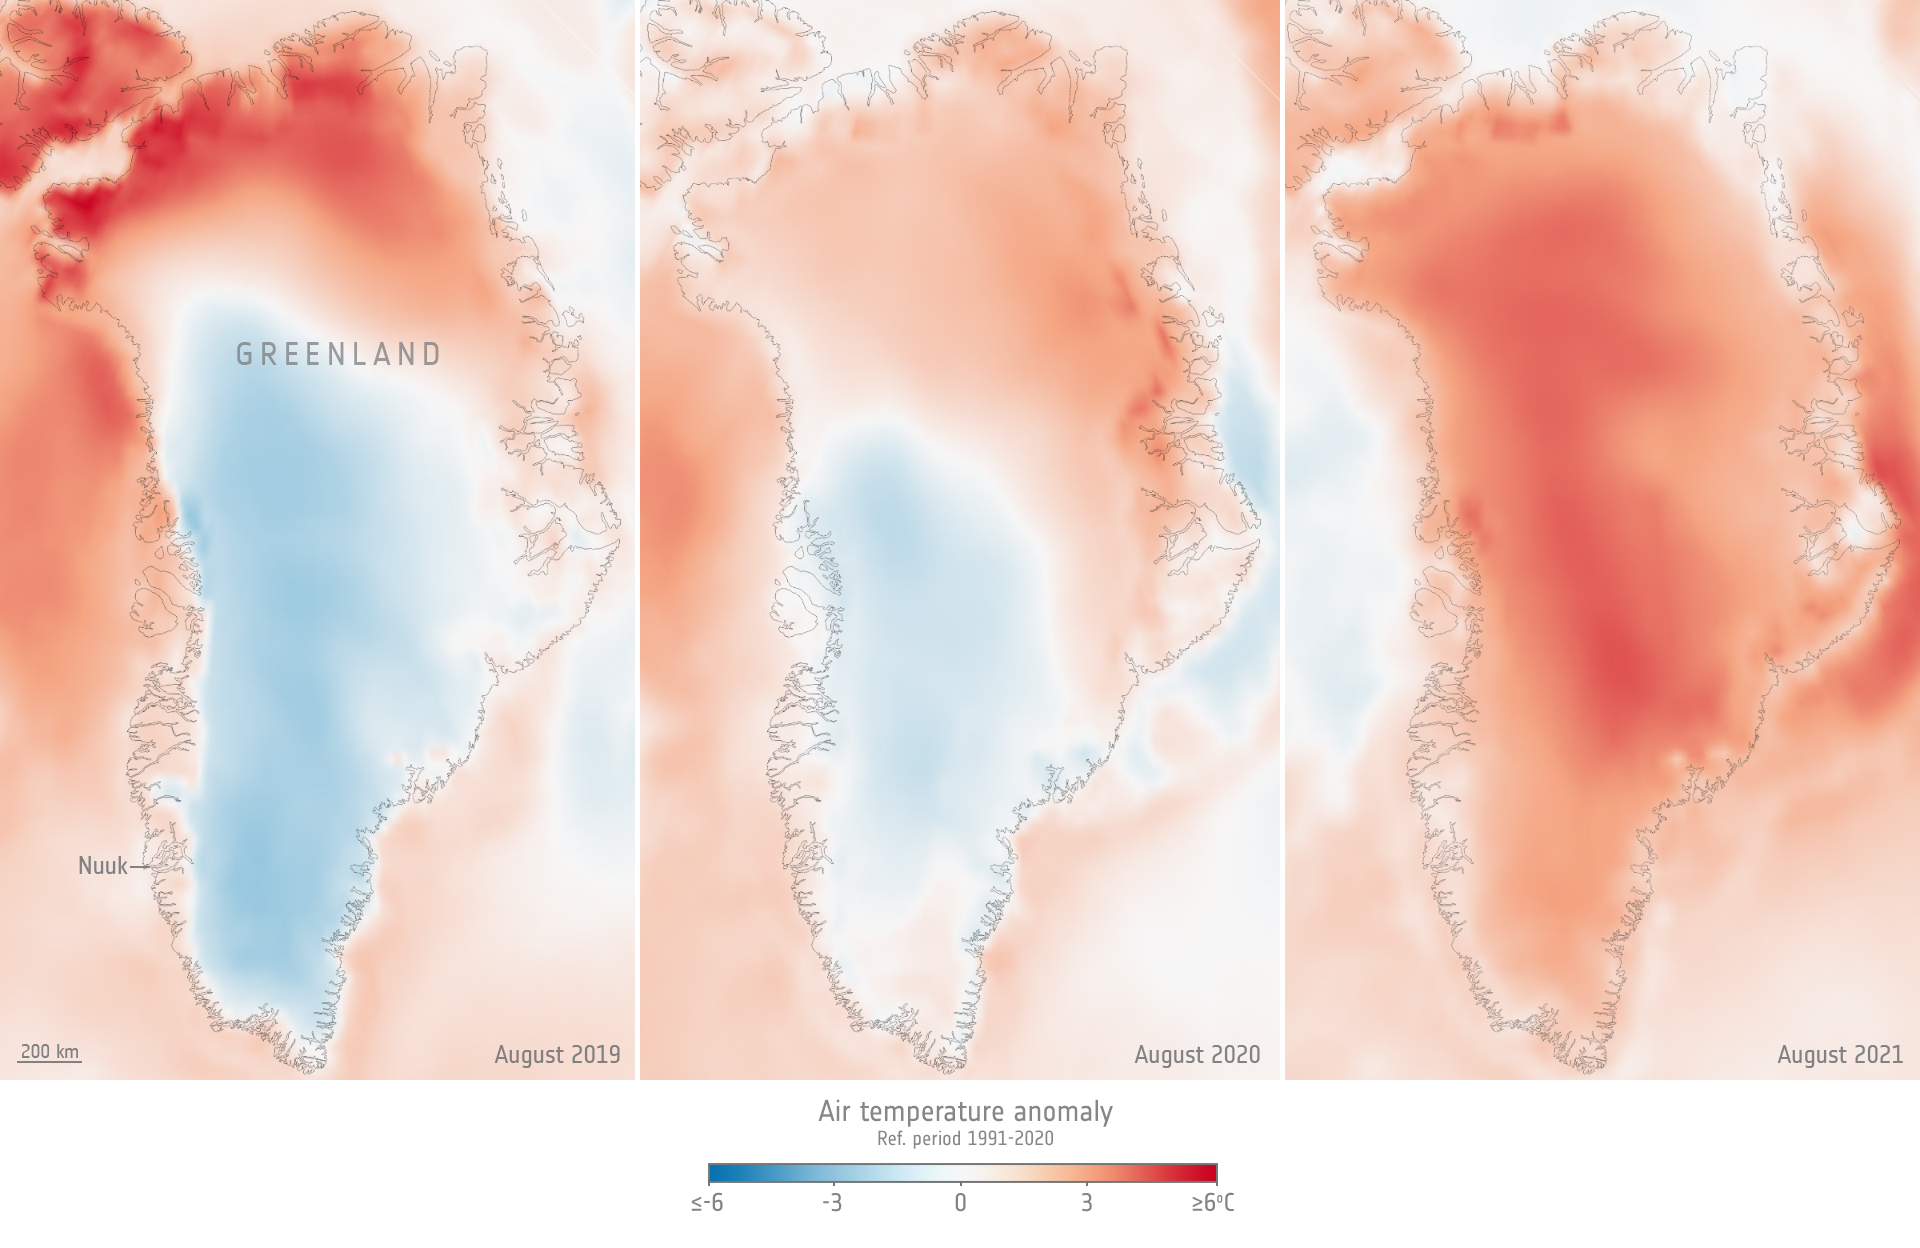 GREENLAND
Nuuk
200 km
August 2019
August 2020
August 2021
Air temperature anomaly
Ref. period 1991-2020
≤-6 -3 0 3 ≥6°C